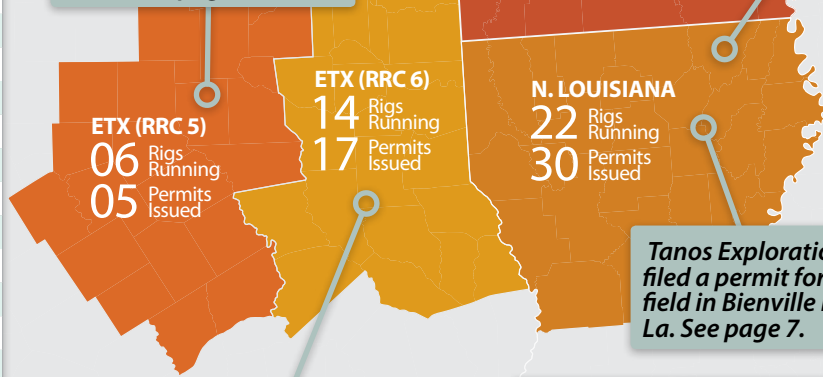 ETX (RRC 5)
06 Rigs Running
05 Permits Issued
ETX (RRC 6)
14 Rigs Running
17 Permits Issued
N. LOUISIANA
22 Rigs Running
30 Permits Issued
Tanos
filed a permit for
field in Bienville
La. See page 7.